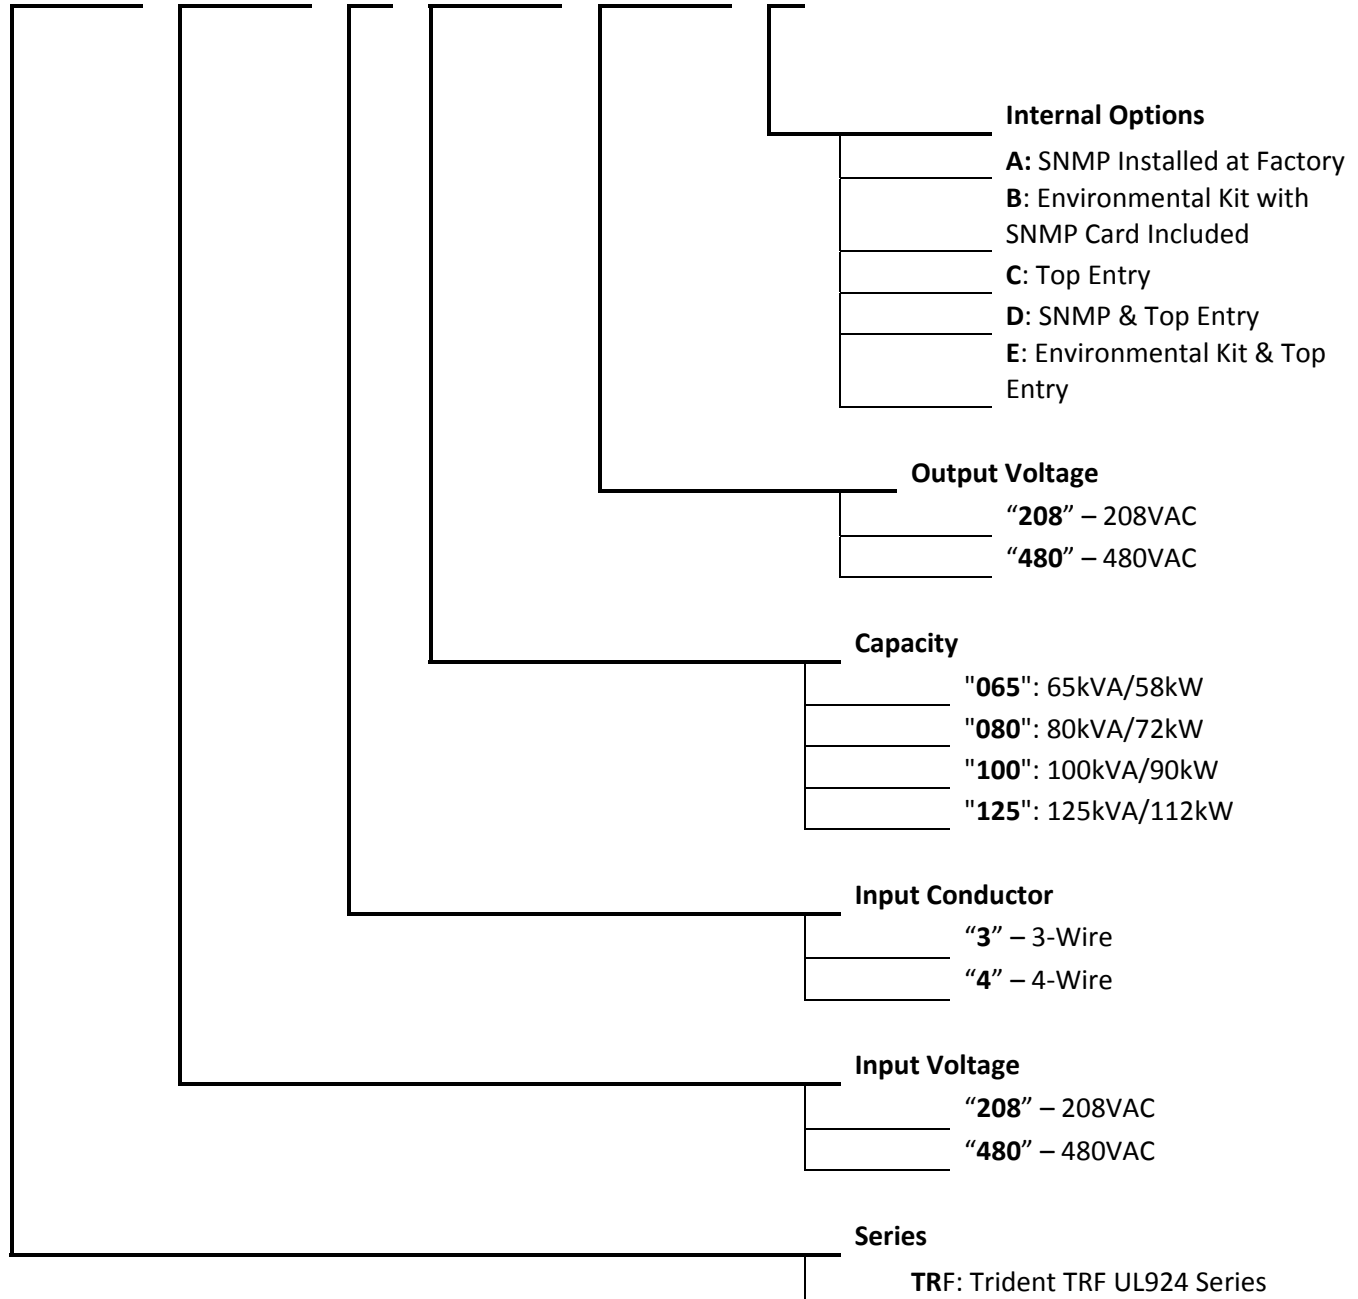 Internal Options
A: SNMP Installed at Factory
B: Environmental Kit with
SNMP Card Included
C: Top Entry
D: SNMP & Top Entry
E: Environmental Kit & Top
Entry
Output Voltage
“208” – 208VAC
“480” – 480VAC
Capacity
"065": 65kVA/58kW
"080": 80kVA/72kW
"100": 100kVA/90kW
"125": 125kVA/112kW
Input Conductor
“3” – 3-Wire
“4” – 4-Wire
Input Voltage
“208” – 208VAC
“480” – 480VAC
Series
TRF: Trident TRF UL924 Series